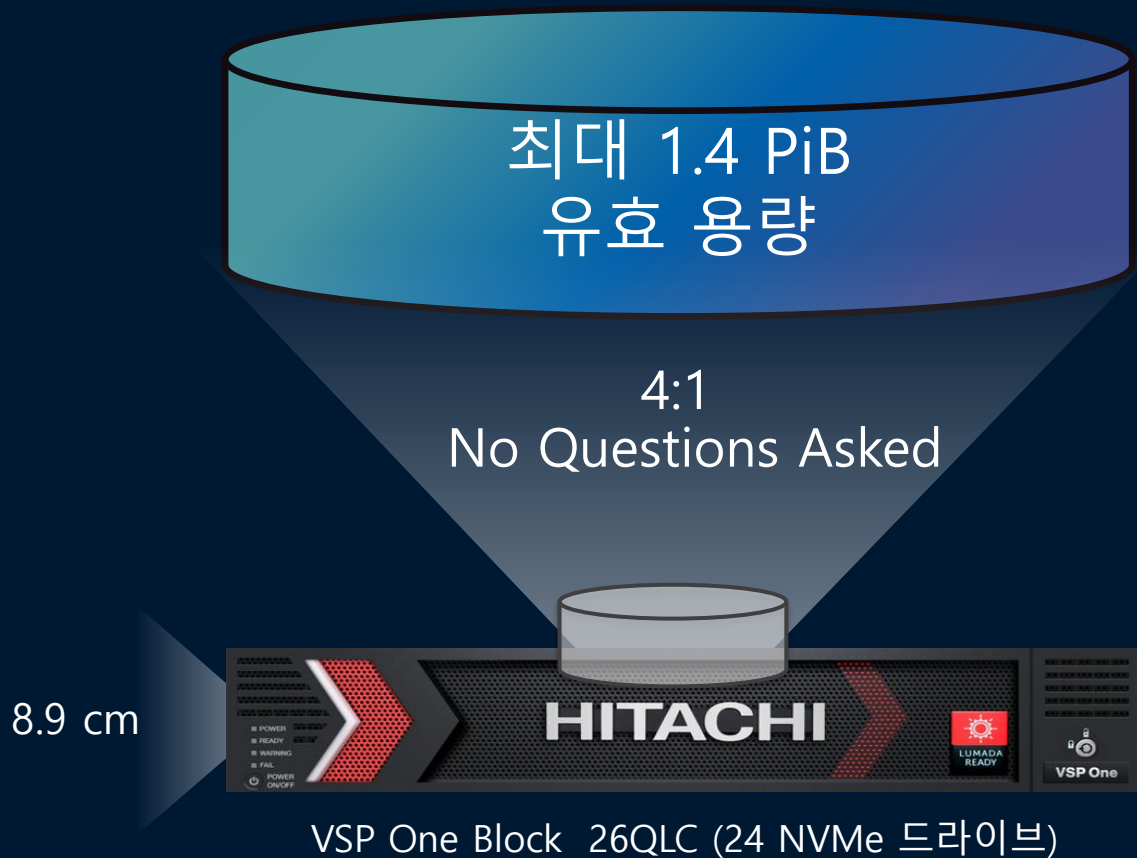 최대 1.4 PiB
유효 용량
4:1
No Questions Asked
8.9 cm
POWER
READY
WARNING
FAIL
POWER
ON/OFF
HITACHI
LUMADA
READY
VSP One
VSP One Block 26QLC (24 NVMe 드라이브)